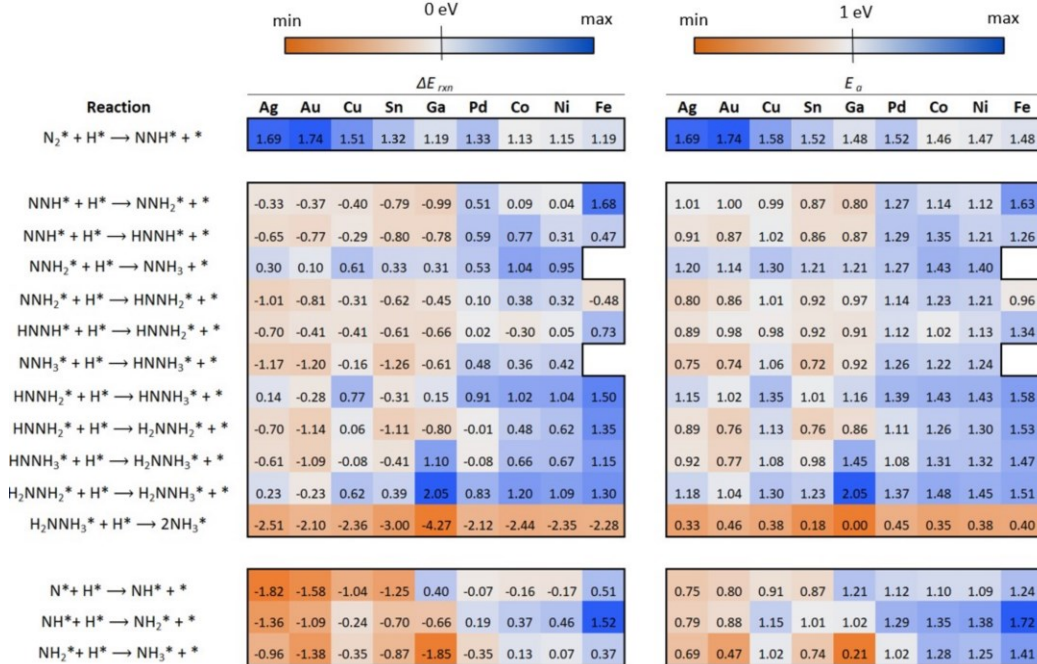 min 0 eV max min 1 eV max
ΔE rxn E a
Reaction Ag Au Cu Sn Ga Pd Co Ni Fe Ag Au Cu Sn Ga Pd Co Ni Fe
N₂* + H* → NNH* + * 1.69 1.74 1.51 1.32 1.19 1.33 1.13 1.15 1.19 1.69 1.74 1.58 1.52 1.48 1.52 1.46 1.47 1.48
NNH* + H* → NNH₂* + * -0.33 -0.37 -0.40 -0.79 -0.99 0.51 0.09 0.04 1.68 1.01 1.00 0.99 0.87 0.80 1.27 1.14 1.12 1.63
NNH* + H* → HNNH* + * -0.65 -0.77 -0.29 -0.80 -0.78 0.59 0.77 0.31 0.47 0.91 0.87 1.02 0.86 0.87 1.29 1.35 1.21 1.26
NNH₂* + H* → NNH₃ + * 0.30 0.10 0.61 0.33 0.31 0.53 1.04 0.95 1.20 1.14 1.30 1.21 1.21 1.27 1.43 1.40
NNH₂* + H* → HNNH₂* + * -1.01 -0.81 -0.31 -0.62 -0.45 0.10 0.38 0.32 -0.48 0.80 0.86 1.01 0.92 0.97 1.14 1.23 1.21 0.96
HNNH* + H* → HNNH₂* + * -0.70 -0.41 -0.41 -0.61 -0.66 0.02 -0.30 0.05 0.73 0.89 0.98 0.98 0.92 0.91 1.12 1.02 1.13 1.34
NNH₃* + H* → HNNH₃* + * -1.17 -1.20 -0.16 -1.26 -0.61 0.48 0.36 0.42 0.75 0.74 1.06 0.72 0.92 1.26 1.22 1.24
HNNH₂* + H* → HNNH₃* + * 0.14 -0.28 0.77 -0.31 0.15 0.91 1.02 1.04 1.50 1.15 1.02 1.35 1.01 1.16 1.39 1.43 1.43 1.58
HNNH₂* + H* → H₂NNH₂* + * -0.70 -1.14 0.06 -1.11 -0.80 -0.01 0.48 0.62 1.35 0.89 0.76 1.13 0.76 0.86 1.11 1.26 1.30 1.53
HNNH₃* + H* → H₂NNH₃* + * -0.61 -1.09 -0.08 -0.41 1.10 -0.08 0.66 0.67 1.15 0.92 0.77 1.08 0.98 1.45 1.08 1.31 1.32 1.47
H₂NNH₂* + H* → H₂NNH₃* + * 0.23 -0.23 0.62 0.39 2.05 0.83 1.20 1.09 1.30 1.18 1.04 1.30 1.23 2.05 1.37 1.48 1.45 1.51
H₂NNH₃* + H* → 2NH₃* -2.51 -2.10 -2.36 -3.00 -4.27 -2.12 -2.44 -2.35 -2.28 0.33 0.46 0.38 0.18 0.00 0.45 0.35 0.38 0.40
N*+ H* → NH* + * -1.82 -1.58 -1.04 -1.25 0.40 -0.07 -0.16 -0.17 0.51 0.75 0.80 0.91 0.87 1.21 1.12 1.10 1.09 1.24
NH*+ H* → NH₂* + * -1.36 -1.09 -0.24 -0.70 -0.66 0.19 0.37 0.46 1.52 0.79 0.88 1.15 1.01 1.02 1.29 1.35 1.38 1.72
NH₂*+ H* → NH₃* + * -0.96 -1.38 -0.35 -0.87 -1.85 -0.35 0.13 0.07 0.37 0.69 0.47 1.02 0.74 0.21 1.02 1.28 1.25 1.41